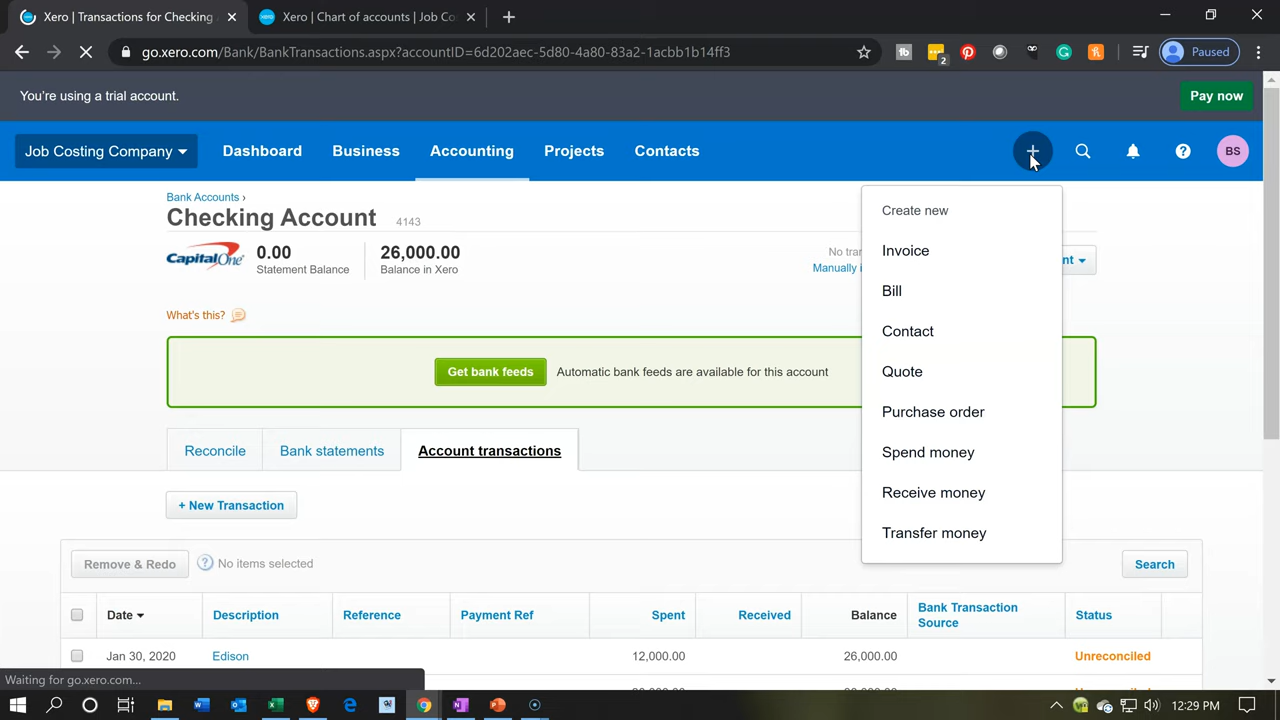 Xero | Transactions for Checking
Xero | Chart of accounts | Job Co
go.xero.com/Bank/BankTransactions.aspx?accountID=6d202aec-5d80-4a80-83a2-1acbb1b14ff3
2
Paused
You're using a trial account.
Pay now
Job Costing Company
Dashboard
Business
Accounting
Projects
Contacts
BS
Bank Accounts ›
Checking Account
4143
Capital One
0.00
Statement Balance
26,000.00
Balance in Xero
No tra
Manually i
nt
Create new
Invoice
Bill
Contact
Quote
Purchase order
Spend money
Receive money
Transfer money
What's this?
Get bank feeds
Automatic bank feeds are available for this account
Reconcile
Bank statements
Account transactions
+ New Transaction
Remove & Redo
? No items selected
Search
Date
Description
Reference
Payment Ref
Spent
Received
Balance
Bank Transaction
Source
Status
Jan 30, 2020
Edison
12,000.00
26,000.00
Unreconciled
Waiting for go.xero.com...
12:29 PM